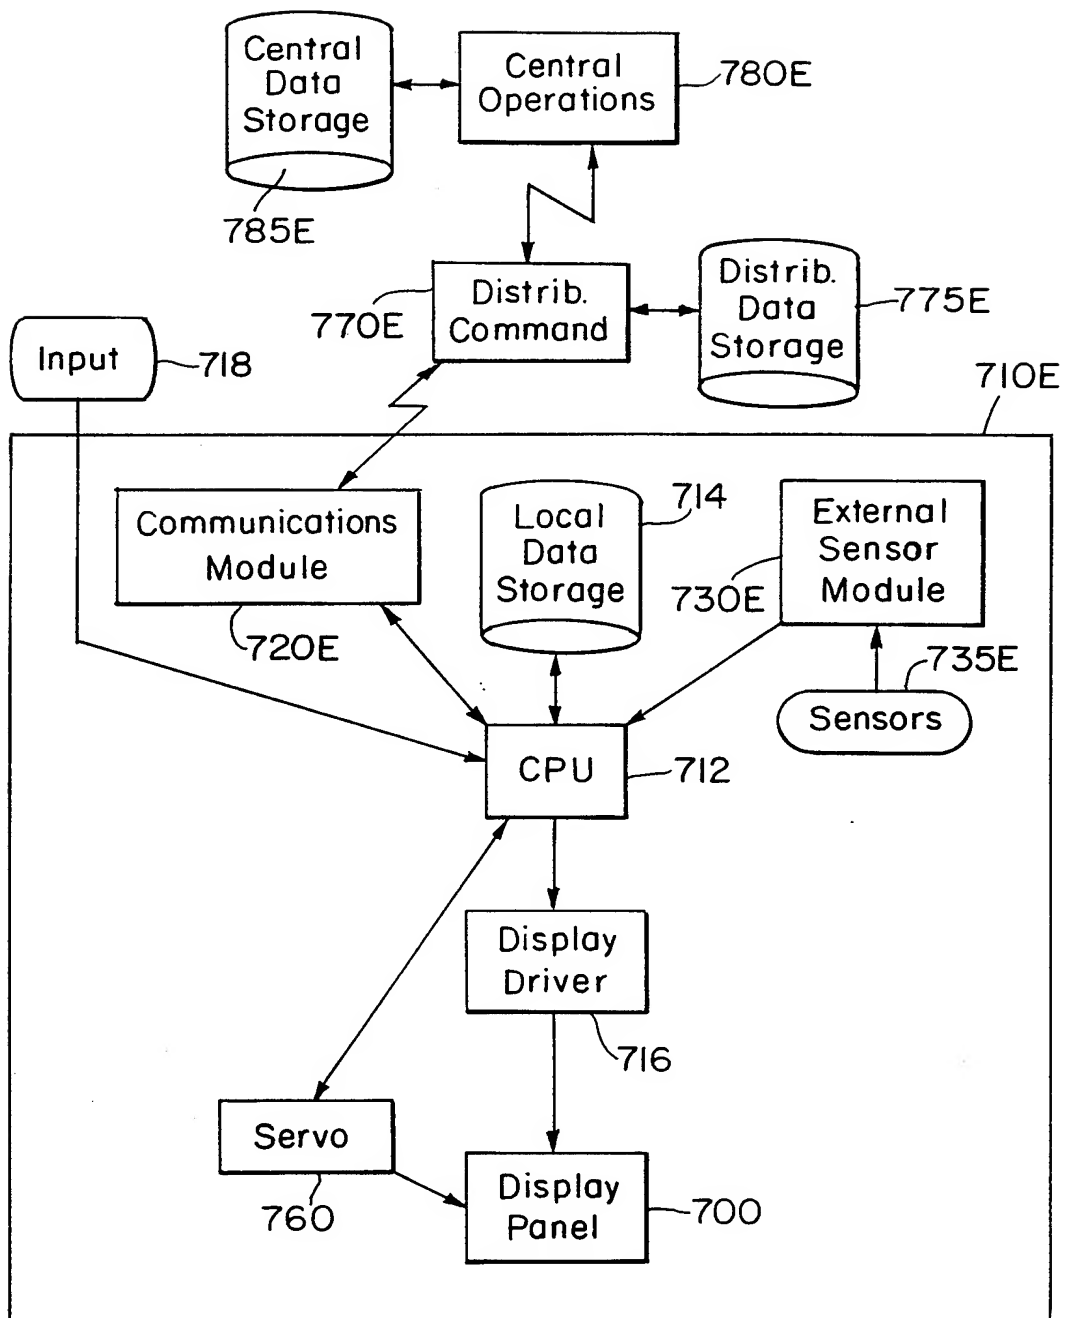 Central
Data
Storage
785E
Central
Operations
780E
Distrib.
Command
770E
Distrib.
Data
Storage
775E
Input
718
710E
Communications
Module
720E
Local
Data
Storage
714
External
Sensor
Module
730E
735E
Sensors
CPU
712
Display
Driver
716
Servo
760
Display
Panel
700